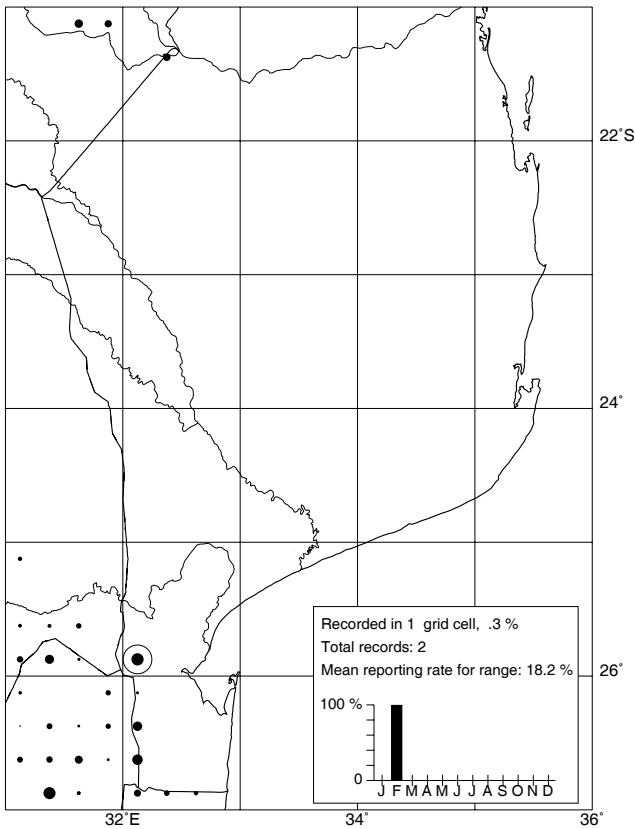 22˚S
24˚
Recorded in 1 grid cell, .3 %
Total records: 2
Mean reporting rate for range: 18.2 %
26˚
100 %
0
J F M A M J J A S O N D
32˚E
34˚
36˚